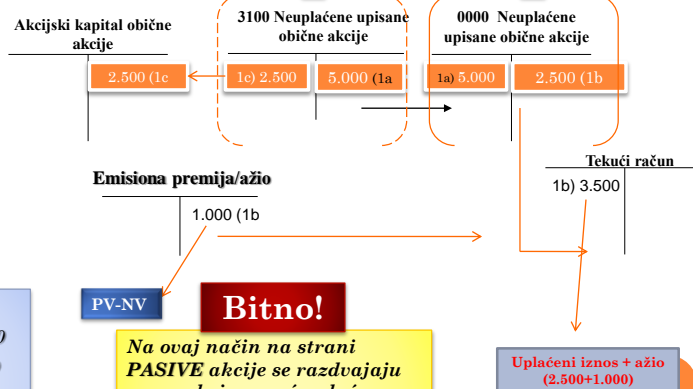 Akcijski kapital obične
akcije
3100 Neuplaćene upisane
obične akcije
0000 Neuplaćene
upisane obične akcije
2.500 (1c
1c) 2.500
5.000 (1a
1a) 5.000
2.500 (1b
Emisiona premija/ažio
1.000 (1b
Tekući račun
1b) 3.500
PV-NV
Bitno!
Na ovaj način na strani
PASIVE akcije se razdvajaju
Uplaćeni iznos + ažio
(2.500+1.000)